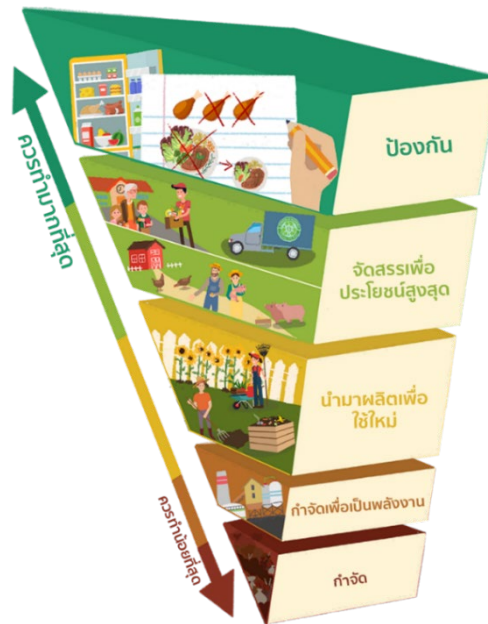 ควรทำมากที่สุด
ป้องกัน
จัดสรรเพื่อ
ประโยชน์สูงสุด
นำมาผลิตเพื่อ
ใช้ใหม่
กำจัดเพื่อเป็นพลังงาน
ควรทำน้อยที่สุด
กำจัด